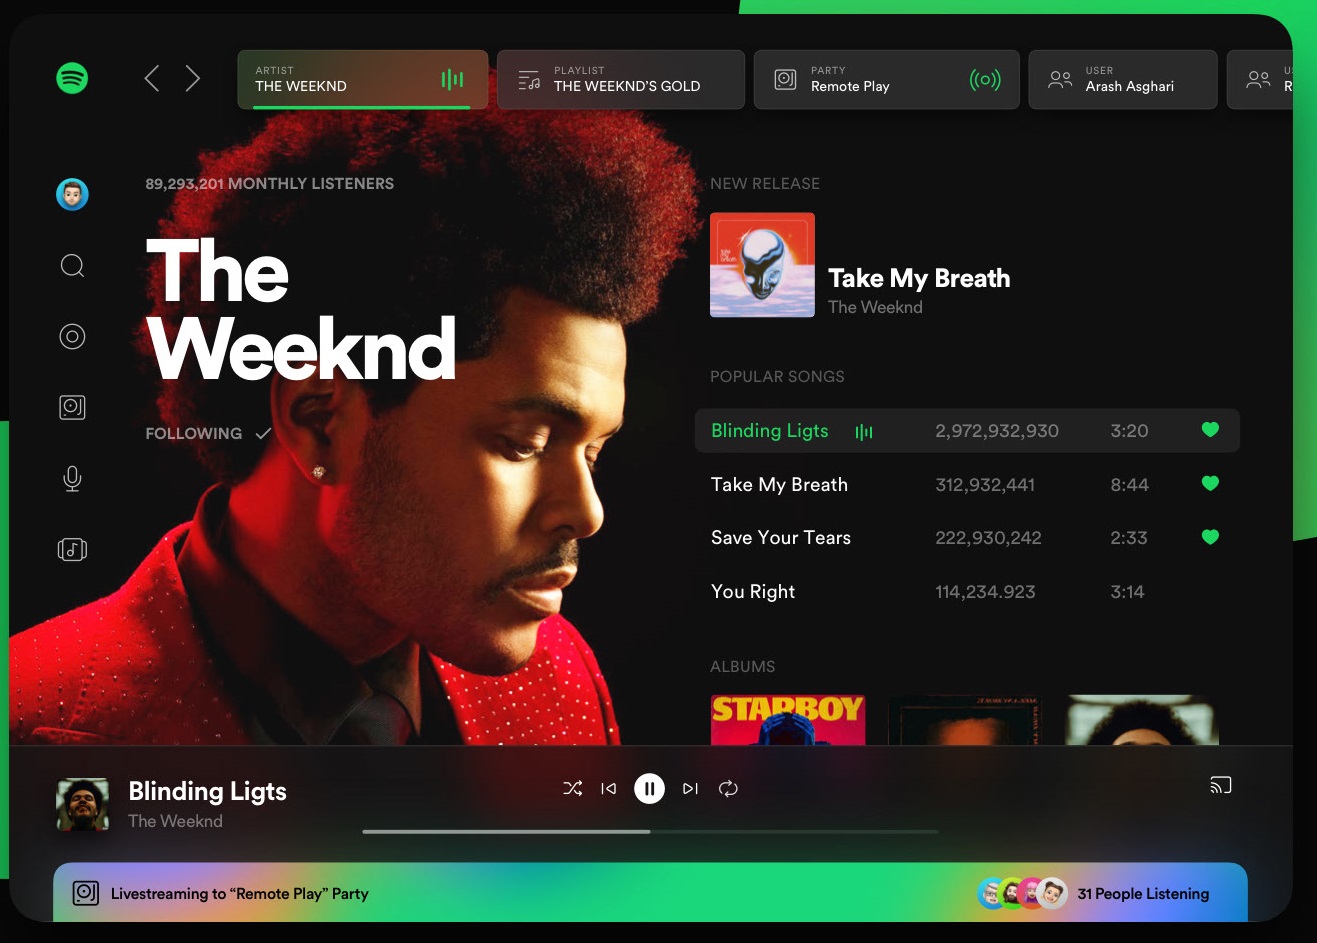 ARTIST
THE WEEKND
PLAYLIST
THE WEEKND'S GOLD
PARTY
Remote Play
USER
Arash Asghari
89,293,201 MONTHLY LISTENERS
The
Weeknd
FOLLOWING
NEW RELEASE
Take My Breath
The Weeknd
POPULAR SONGS
Blinding Ligts 2,972,932,930 3:20
Take My Breath 312,932,441 8:44
Save Your Tears 222,930,242 2:33
You Right 114,234.923 3:14
ALBUMS
STARBOY
Blinding Ligts
The Weeknd
Livestreaming to “Remote Play” Party
31 People Listening